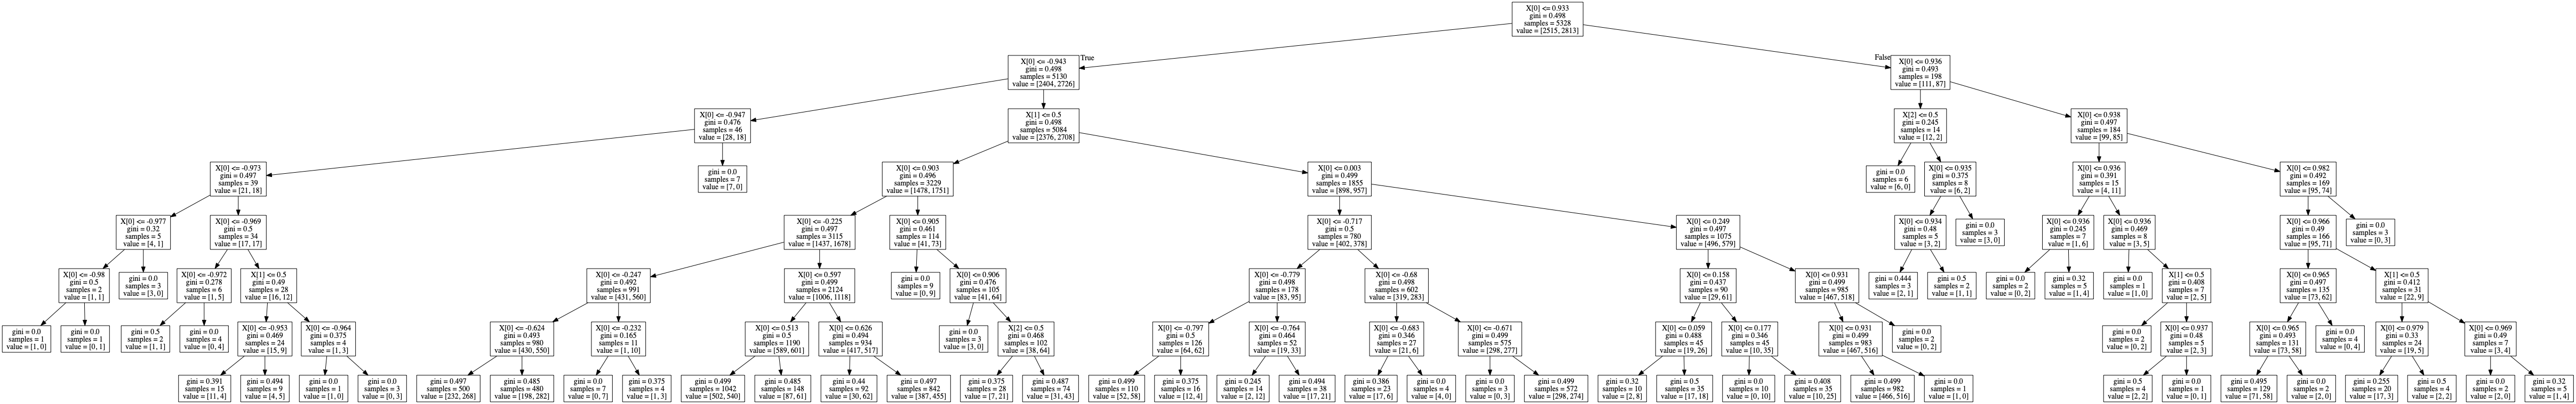 X[0] <= 0.933
gini = 0.498
samples = 5328
value = [2515, 2813]
True
False
X[0] <= -0.943
gini = 0.498
samples = 5130
value = [2404, 2726]
X[0] <= 0.936
gini = 0.493
samples = 198
value = [111, 87]
X[0] <= -0.947
gini = 0.476
samples = 46
value = [28, 18]
X[1] <= 0.5
gini = 0.498
samples = 5084
value = [2376, 2708]
X[2] <= 0.5
gini = 0.245
samples = 14
value = [12, 2]
X[0] <= 0.938
gini = 0.497
samples = 184
value = [99, 85]
X[0] <= -0.973
gini = 0.497
samples = 39
value = [21, 18]
gini = 0.0
samples = 7
value = [7, 0]
X[0] <= 0.903
gini = 0.496
samples = 3229
value = [1478, 1751]
X[0] <= 0.003
gini = 0.499
samples = 1855
value = [898, 957]
gini = 0.0
samples = 6
value = [6, 0]
X[0] <= 0.935
gini = 0.375
samples = 8
value = [6, 2]
X[0] <= 0.936
gini = 0.391
samples = 15
value = [4, 11]
X[0] <= 0.982
gini = 0.492
samples = 169
value = [95, 74]
X[0] <= -0.977
gini = 0.32
samples = 5
value = [4, 1]
X[0] <= -0.969
gini = 0.5
samples = 34
value = [17, 17]
X[0] <= -0.225
gini = 0.497
samples = 3115
value = [1437, 1678]
X[0] <= 0.905
gini = 0.461
samples = 114
value = [41, 73]
X[0] <= -0.717
gini = 0.5
samples = 780
value = [402, 378]
X[0] <= 0.249
gini = 0.497
samples = 1075
value = [496, 579]
X[0] <= 0.934
gini = 0.48
samples = 5
value = [3, 2]
gini = 0.0
samples = 3
value = [3, 0]
X[0] <= 0.936
gini = 0.245
samples = 7
value = [1, 6]
X[0] <= 0.936
gini = 0.469
samples = 8
value = [3, 5]
X[0] <= 0.966
gini = 0.49
samples = 166
value = [95, 71]
gini = 0.0
samples = 3
value = [0, 3]
X[0] <= -0.98
gini = 0.5
samples = 2
value = [1, 1]
gini = 0.0
samples = 3
value = [3, 0]
X[0] <= -0.972
gini = 0.278
samples = 6
value = [1, 5]
X[1] <= 0.5
gini = 0.49
samples = 28
value = [16, 12]
X[0] <= -0.247
gini = 0.492
samples = 991
value = [431, 560]
X[0] <= 0.597
gini = 0.499
samples = 2124
value = [1006, 1118]
gini = 0.0
samples = 9
value = [0, 9]
X[0] <= 0.906
gini = 0.476
samples = 105
value = [41, 64]
X[0] <= -0.779
gini = 0.498
samples = 178
value = [83, 95]
X[0] <= -0.68
gini = 0.498
samples = 602
value = [319, 283]
X[0] <= 0.158
gini = 0.437
samples = 90
value = [29, 61]
X[0] <= 0.931
gini = 0.499
samples = 985
value = [467, 518]
gini = 0.444
samples = 3
value = [2, 1]
gini = 0.5
samples = 2
value = [1, 1]
gini = 0.0
samples = 2
value = [0, 2]
gini = 0.32
samples = 5
value = [1, 4]
gini = 0.0
samples = 1
value = [1, 0]
X[1] <= 0.5
gini = 0.408
samples = 7
value = [2, 5]
X[0] <= 0.965
gini = 0.497
samples = 135
value = [73, 62]
X[1] <= 0.5
gini = 0.412
samples = 31
value = [22, 9]
gini = 0.0
samples = 1
value = [1, 0]
gini = 0.0
samples = 1
value = [0, 1]
gini = 0.5
samples = 2
value = [1, 1]
gini = 0.0
samples = 4
value = [0, 4]
X[0] <= -0.953
gini = 0.469
samples = 24
value = [15, 9]
X[0] <= -0.964
gini = 0.375
samples = 4
value = [1, 3]
X[0] <= -0.624
gini = 0.493
samples = 980
value = [430, 550]
X[0] <= -0.232
gini = 0.165
samples = 11
value = [1, 10]
X[0] <= 0.513
gini = 0.5
samples = 1190
value = [589, 601]
X[0] <= 0.626
gini = 0.494
samples = 934
value = [417, 517]
gini = 0.0
samples = 3
value = [3, 0]
X[2] <= 0.5
gini = 0.468
samples = 102
value = [38, 64]
X[0] <= -0.797
gini = 0.5
samples = 126
value = [64, 62]
X[0] <= -0.764
gini = 0.464
samples = 52
value = [19, 33]
X[0] <= -0.683
gini = 0.346
samples = 27
value = [21, 6]
X[0] <= -0.671
gini = 0.499
samples = 575
value = [298, 277]
X[0] <= 0.059
gini = 0.488
samples = 45
value = [19, 26]
X[0] <= 0.177
gini = 0.346
samples = 45
value = [10, 35]
X[0] <= 0.931
gini = 0.499
samples = 983
value = [467, 516]
gini = 0.0
samples = 2
value = [0, 2]
gini = 0.0
samples = 2
value = [0, 2]
X[0] <= 0.937
gini = 0.48
samples = 5
value = [2, 3]
X[0] <= 0.965
gini = 0.493
samples = 131
value = [73, 58]
gini = 0.0
samples = 4
value = [0, 4]
X[0] <= 0.979
gini = 0.33
samples = 24
value = [19, 5]
X[0] <= 0.969
gini = 0.49
samples = 7
value = [3, 4]
gini = 0.391
samples = 15
value = [11, 4]
gini = 0.494
samples = 9
value = [4, 5]
gini = 0.0
samples = 1
value = [1, 0]
gini = 0.0
samples = 3
value = [0, 3]
gini = 0.497
samples = 500
value = [232, 268]
gini = 0.485
samples = 480
value = [198, 282]
gini = 0.0
samples = 7
value = [0, 7]
gini = 0.375
samples = 4
value = [1, 3]
gini = 0.499
samples = 1042
value = [502, 540]
gini = 0.485
samples = 148
value = [87, 61]
gini = 0.44
samples = 92
value = [30, 62]
gini = 0.497
samples = 842
value = [387, 455]
gini = 0.375
samples = 28
value = [7, 21]
gini = 0.487
samples = 74
value = [31, 43]
gini = 0.499
samples = 110
value = [52, 58]
gini = 0.375
samples = 16
value = [12, 4]
gini = 0.245
samples = 14
value = [2, 12]
gini = 0.494
samples = 38
value = [17, 21]
gini = 0.386
samples = 23
value = [17, 6]
gini = 0.0
samples = 4
value = [4, 0]
gini = 0.0
samples = 3
value = [0, 3]
gini = 0.499
samples = 572
value = [298, 274]
gini = 0.32
samples = 10
value = [2, 8]
gini = 0.5
samples = 35
value = [17, 18]
gini = 0.0
samples = 10
value = [0, 10]
gini = 0.408
samples = 35
value = [10, 25]
gini = 0.499
samples = 982
value = [466, 516]
gini = 0.0
samples = 1
value = [1, 0]
gini = 0.5
samples = 4
value = [2, 2]
gini = 0.0
samples = 1
value = [0, 1]
gini = 0.495
samples = 129
value = [71, 58]
gini = 0.0
samples = 2
value = [2, 0]
gini = 0.255
samples = 20
value = [17, 3]
gini = 0.5
samples = 4
value = [2, 2]
gini = 0.0
samples = 2
value = [2, 0]
gini = 0.32
samples = 5
value = [1, 4]